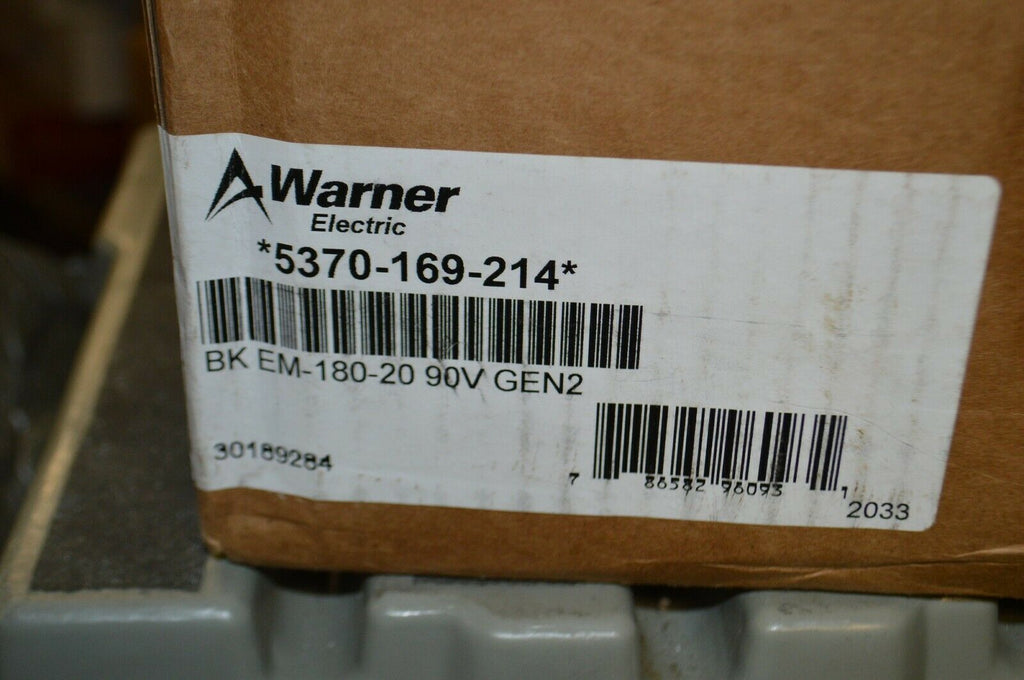 Warner
Electric
*5370-169-214*
BK EM-180-20 90V GEN2
30189284
7 86582 96093 1
2033